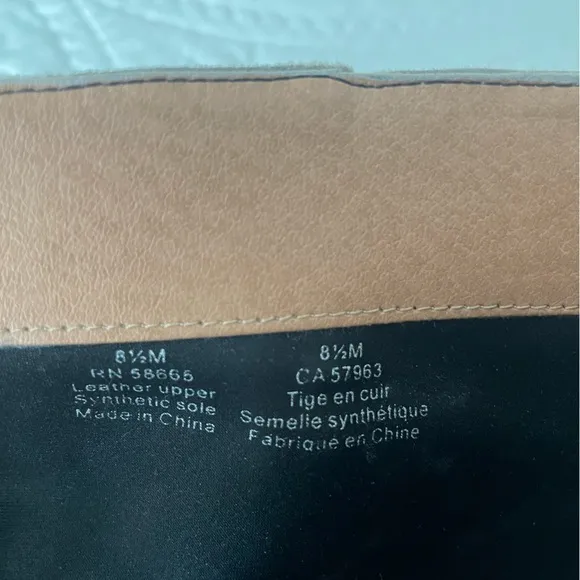 8½M
RN 58665
Leather upper
Synthetic sole
Made in China
8½M
CA 57963
Tige en cuir
Semelle synthétique
Fabriqué en Chine